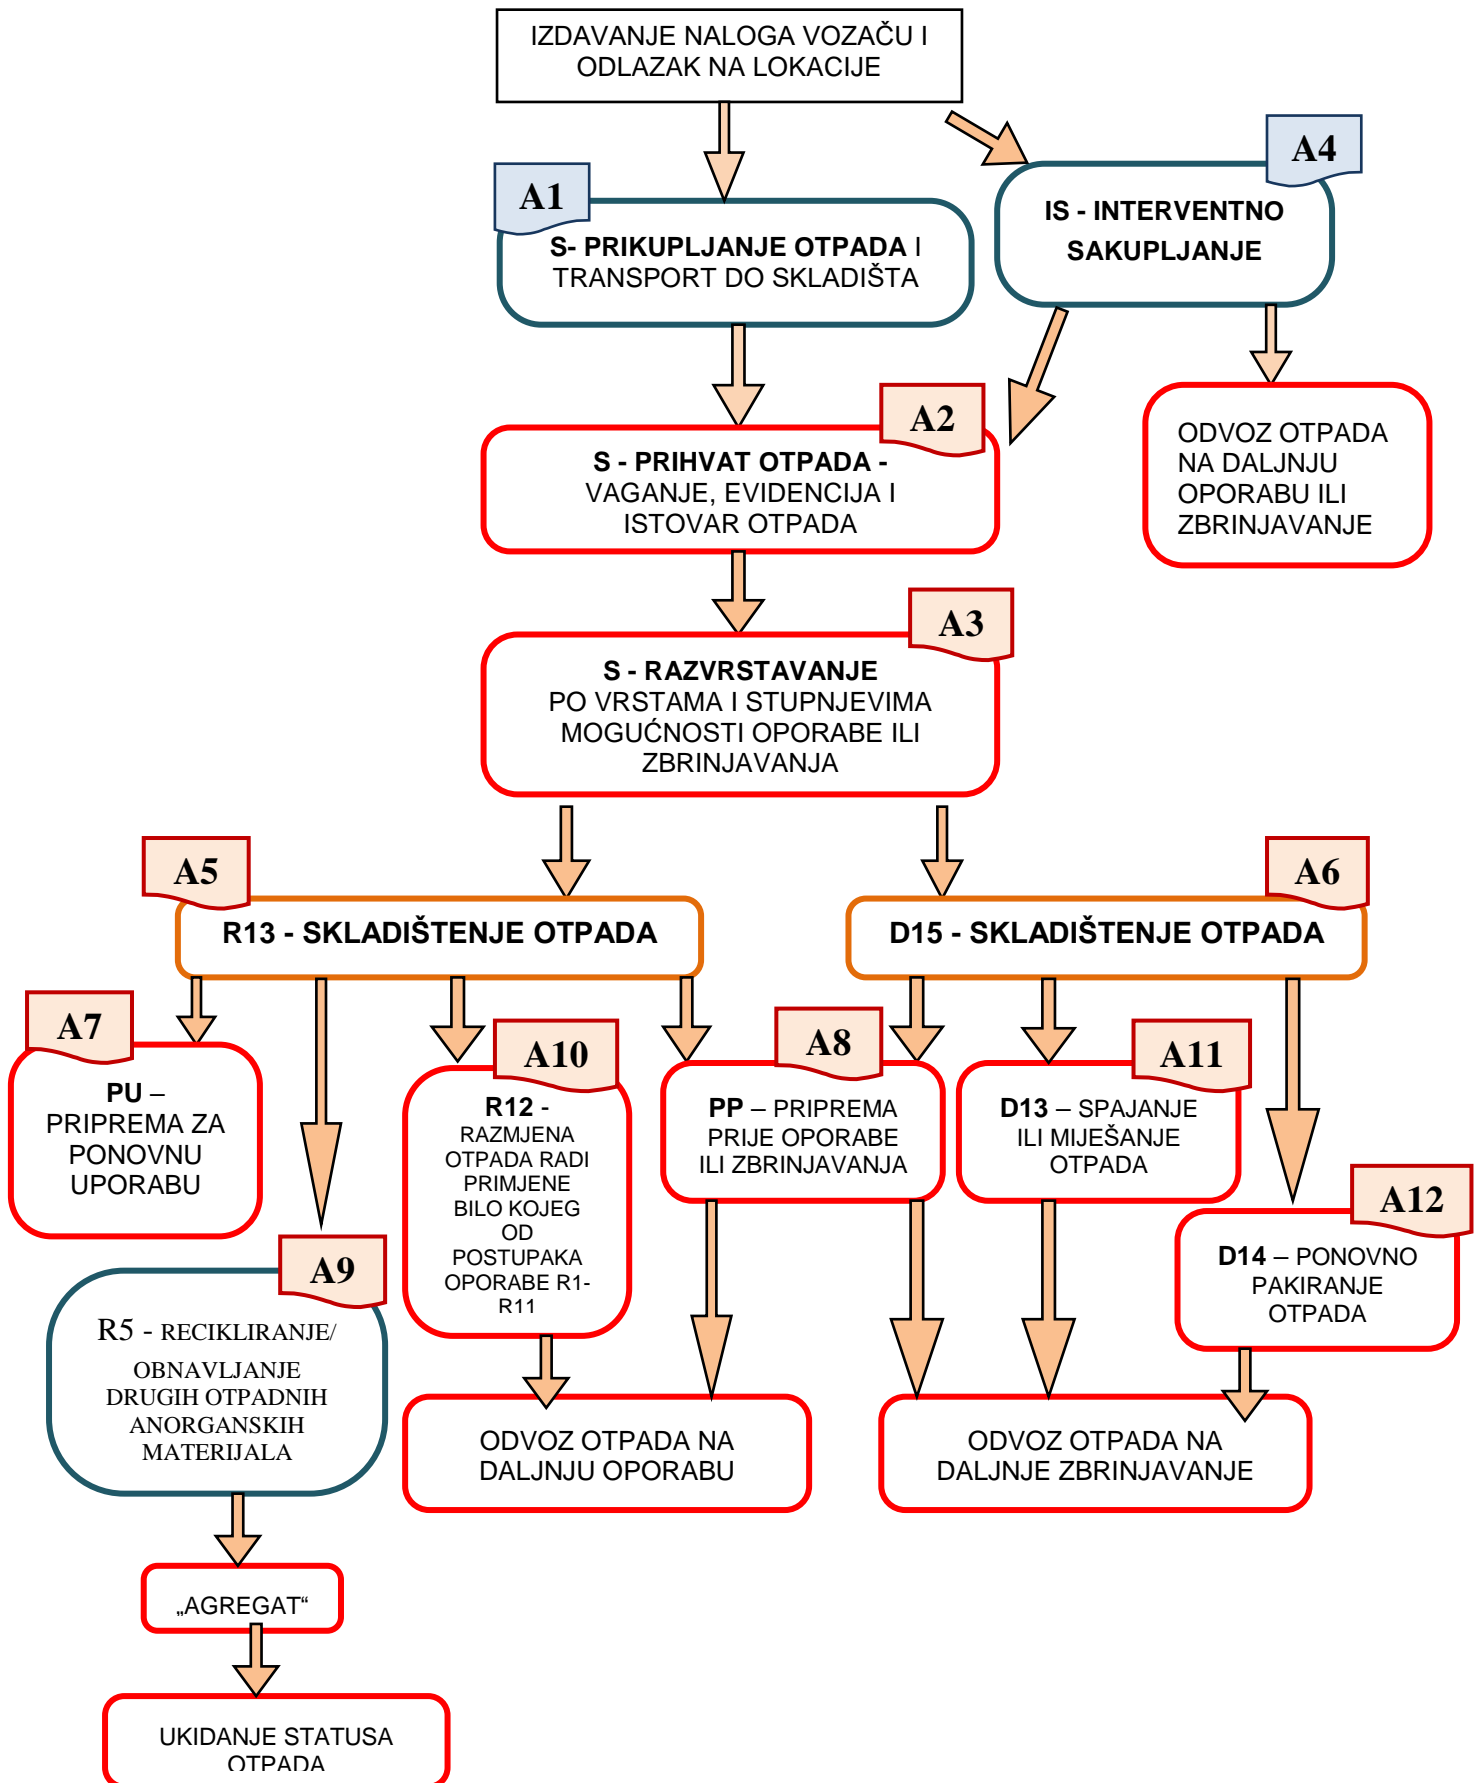 IZDAVANJE NALOGA VOZAČU I
ODLAZAK NA LOKACIJE
A1
S- PRIKUPLJANJE OTPADA I
TRANSPORT DO SKLADIŠTA
A4
IS - INTERVENTNO
SAKUPLJANJE
A2
S - PRIHVAT OTPADA -
VAGANJE, EVIDENCIJA I
ISTOVAR OTPADA
ODVOZ OTPADA
NA DALJNJU
OPORABU ILI
ZBRINJAVANJE
A3
S - RAZVRSTAVANJE
PO VRSTAMA I STUPNJEVIMA
MOGUĆNOSTI OPORABE ILI
ZBRINJAVANJA
A5
R13 - SKLADIŠTENJE OTPADA
A6
D15 - SKLADIŠTENJE OTPADA
A7
PU –
PRIPREMA ZA
PONOVNU
UPORABU
A10
R12 -
RAZMJENA
OTPADA RADI
PRIMJENE
BILO KOJEG
OD
POSTUPAKA
OPORABE R1-
R11
A8
PP – PRIPREMA
PRIJE OPORABE
ILI ZBRINJAVANJA
A11
D13 – SPAJANJE
ILI MIJEŠANJE
OTPADA
A12
D14 – PONOVNO
PAKIRANJE
OTPADA
A9
R5 - RECIKLIRANJE/
OBNAVLJANJE
DRUGIH OTPADNIH
ANORGANSKIH
MATERIJALA
ODVOZ OTPADA NA
DALJNJU OPORABU
ODVOZ OTPADA NA
DALJNJE ZBRINJAVANJE
„AGREGAT“
UKIDANJE STATUSA
OTPADA